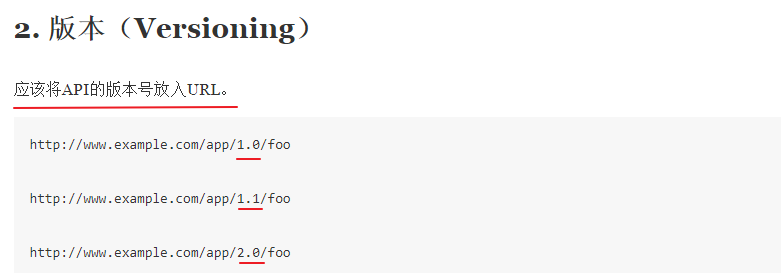 2. 版本（Versioning）
应该将API的版本号放入URL。
http://www.example.com/app/1.0/foo
http://www.example.com/app/1.1/foo
http://www.example.com/app/2.0/foo